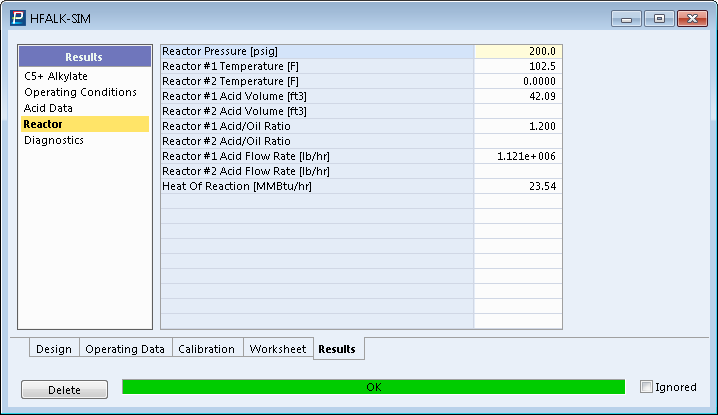 HFALK-SIM
Results
C5+ Alkylate
Operating Conditions
Acid Data
Reactor
Diagnostics
Reactor Pressure [psig] 200.0
Reactor #1 Temperature [F] 102.5
Reactor #2 Temperature [F] 0.0000
Reactor #1 Acid Volume [ft3] 42.09
Reactor #2 Acid Volume [ft3]
Reactor #1 Acid/Oil Ratio 1.200
Reactor #2 Acid/Oil Ratio
Reactor #1 Acid Flow Rate [lb/hr] 1.121e+006
Reactor #2 Acid Flow Rate [lb/hr]
Heat Of Reaction [MMBtu/hr] 23.54
Design Operating Data Calibration Worksheet Results
Delete OK Ignored